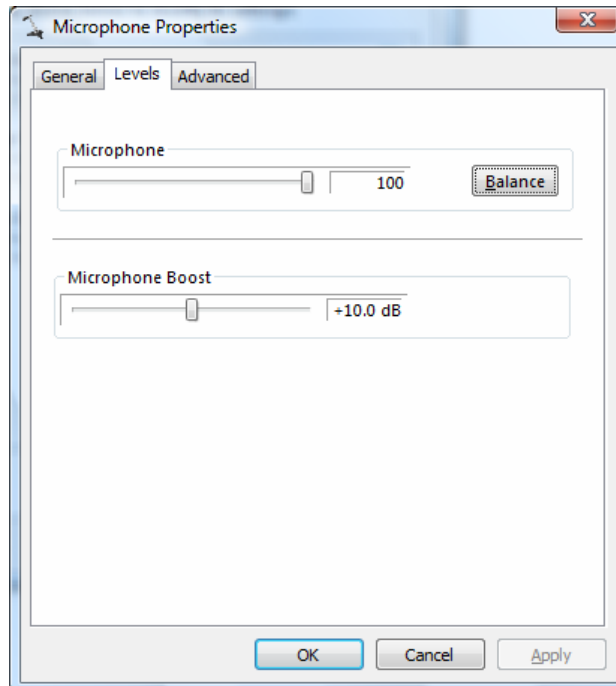 Microphone Properties
General Levels Advanced
Microphone
100 Balance
Microphone Boost
+10.0 dB
OK Cancel Apply